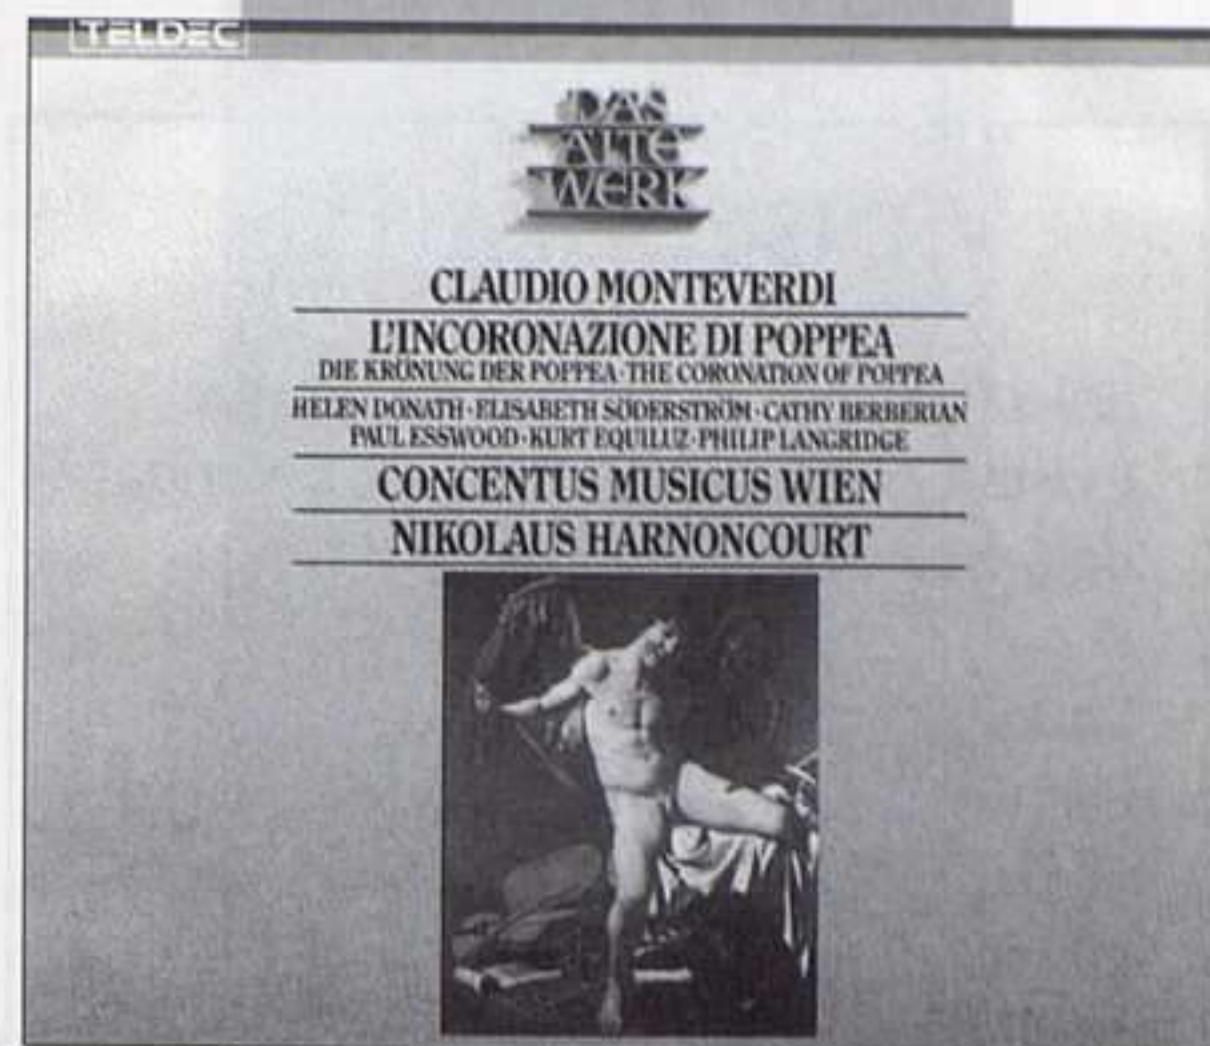 TELDEC
DAS
ALTE
WERK
CLAUDIO MONTEVERDI
L'INCORONAZIONE DI POPPEA
DIE KRÖNUNG DER POPPEA · THE CORONATION OF POPPEA
HELEN DONATH · ELISABETH SÖDERSTRÖM · CATHY BERBERIAN
PAUL ESSWOOD · KURT EQUILUZ · PHILIP LANGRIDGE
CONCENTUS MUSICUS WIEN
NIKOLAUS HARNONCOURT